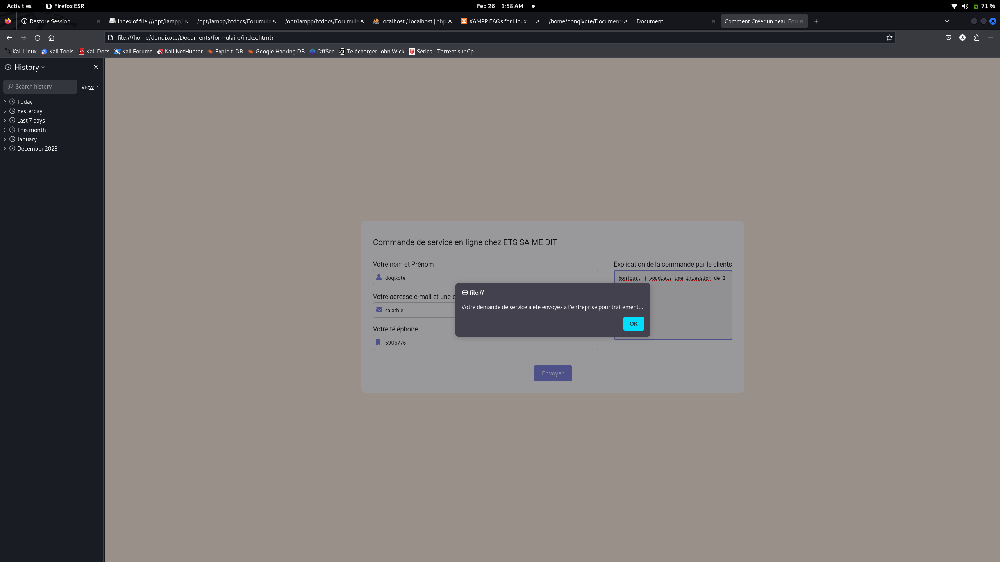 Activities Firefox ESR Feb 26 1:58 AM 71 %
Restore Session Index of file:///opt/lampp/ /opt/lampp/htdocs/Forumula /opt/lampp/htdocs/Forumula localhost / localhost | php XAMPP FAQs for Linux /home/donqixote/Documents Document Comment Créer un beau For
file:///home/donqixote/Documents/formulaire/index.html? S
Kali Linux Kali Tools Kali Docs Kali Forums Kali NetHunter Exploit-DB Google Hacking DB OffSec ZT Télécharger John Wick Séries - Torrent sur Cp…
History
Search history View
Today
Yesterday
Last 7 days
This month
January
December 2023
Commande de service en ligne chez ETS SA ME DIT
Votre nom et Prénom
doqixote
Votre adresse e-mail et une c
salathiel
Votre téléphone
6906776
Explication de la commande par le clients
bonjour, j voudrais une imression de 2
file://
Votre demande de service a ete envoyez a l'entreprise pour traitement...
OK
Envoyer